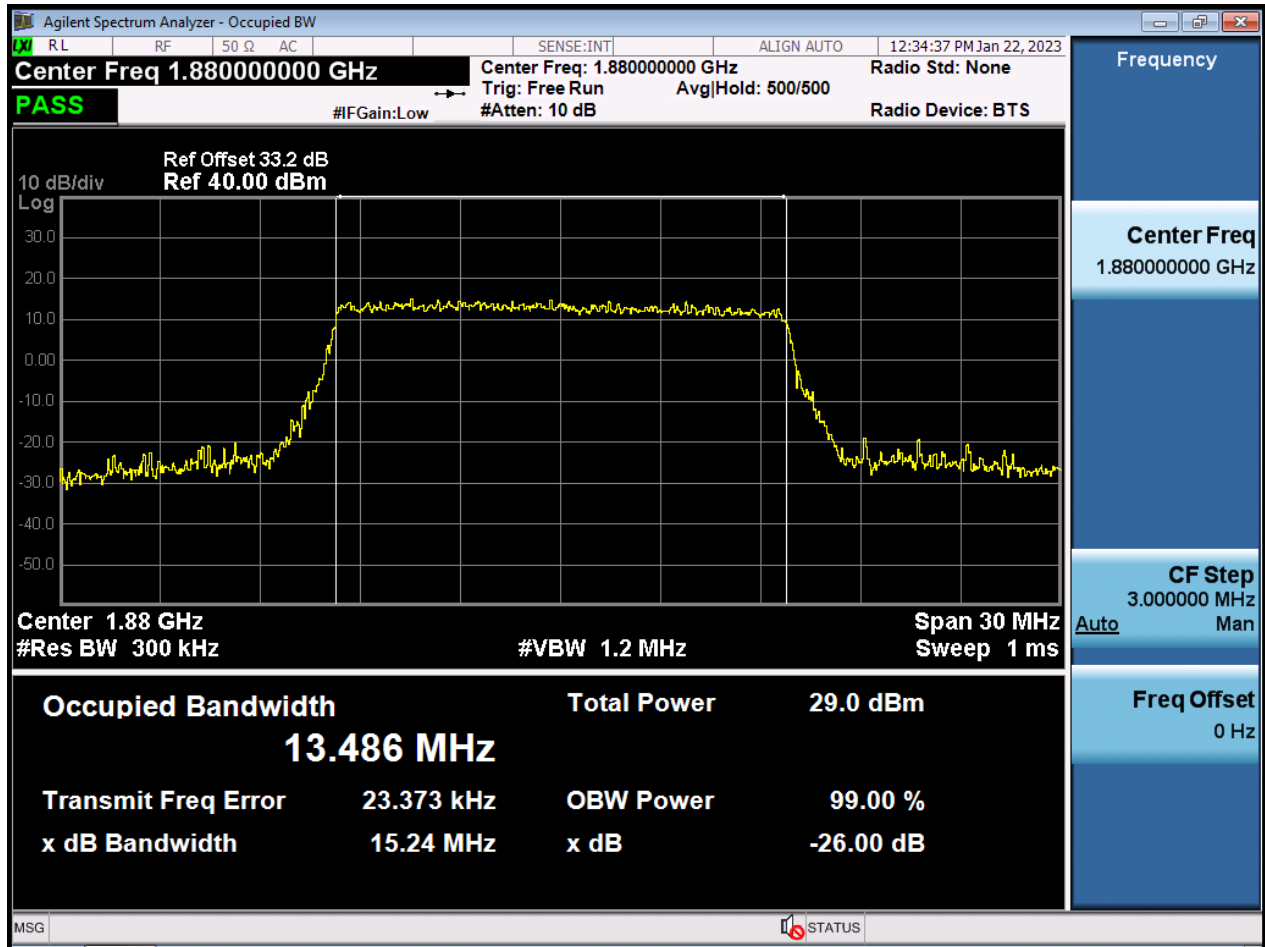 Agilent Spectrum Analyzer - Occupied BW
LXI RL RF 50 Ω AC SENSE:INT ALIGN AUTO 12:34:37 PM Jan 22, 2023
Center Freq 1.880000000 GHz
PASS
#IFGain:Low
Center Freq: 1.880000000 GHz
Trig: Free Run Avg|Hold: 500/500
#Atten: 10 dB
Radio Std: None
Radio Device: BTS
Ref Offset 33.2 dB
10 dB/div Ref 40.00 dBm
Log
30.0
20.0
10.0
0.00
-10.0
-20.0
-30.0
-40.0
-50.0
Center 1.88 GHz Span 30 MHz
#Res BW 300 kHz #VBW 1.2 MHz Sweep 1 ms
Occupied Bandwidth Total Power 29.0 dBm
13.486 MHz
Transmit Freq Error 23.373 kHz OBW Power 99.00 %
x dB Bandwidth 15.24 MHz x dB -26.00 dB
Frequency
Center Freq
1.880000000 GHz
CF Step
3.000000 MHz
Auto Man
Freq Offset
0 Hz
MSG STATUS